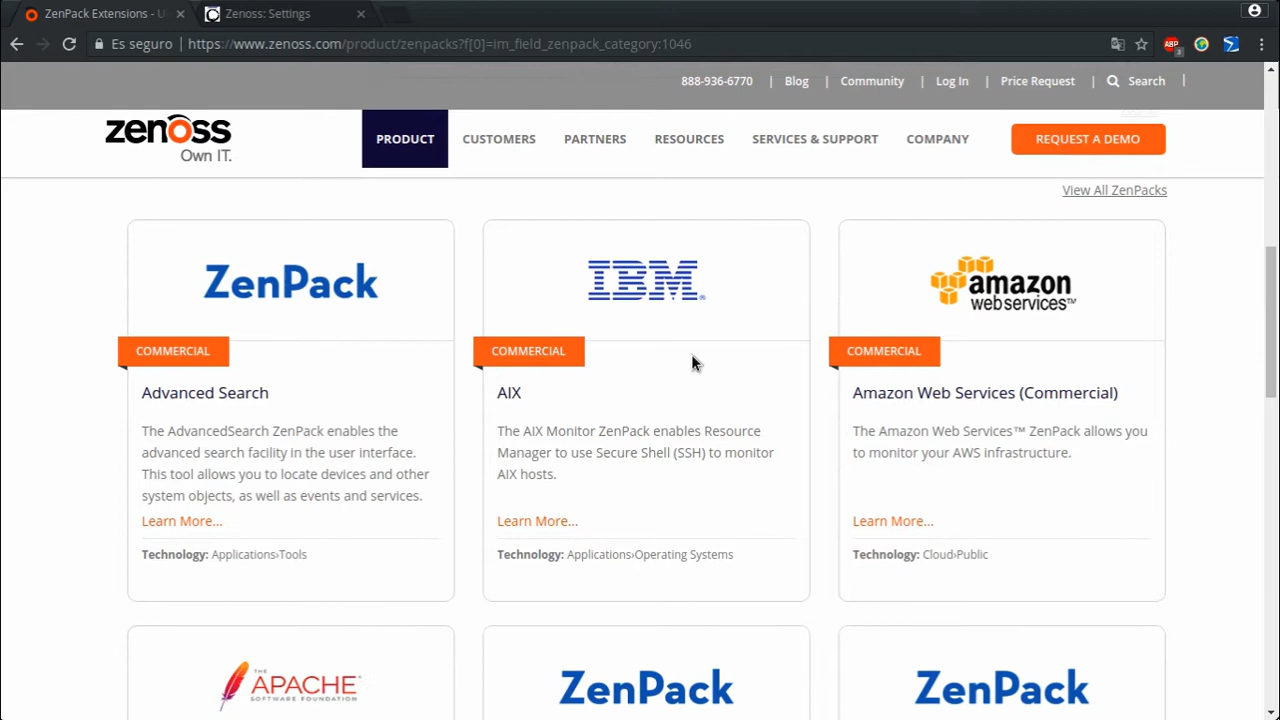 ZenPack Extensions - U
Zenoss: Settings
Es seguro
https://www.zenoss.com/product/zenpacks?f[0]=im_field_zenpack_category:1046
ABP
3
888-936-6770 | Blog | Community | Log In | Price Request | Search |
zenoss
Own IT.
PRODUCT CUSTOMERS PARTNERS RESOURCES SERVICES & SUPPORT COMPANY REQUEST A DEMO
View All ZenPacks
ZenPack
COMMERCIAL
Advanced Search
The AdvancedSearch ZenPack enables the
advanced search facility in the user interface.
This tool allows you to locate devices and other
system objects, as well as events and services.
Learn More...
Technology: Applications›Tools
IBM®
COMMERCIAL
AIX
The AIX Monitor ZenPack enables Resource
Manager to use Secure Shell (SSH) to monitor
AIX hosts.
Learn More...
Technology: Applications›Operating Systems
amazon
webservices™
COMMERCIAL
Amazon Web Services (Commercial)
The Amazon Web Services™ ZenPack allows you
to monitor your AWS infrastructure.
Learn More...
Technology: Cloud›Public
THE
APACHE
SOFTWARE FOUNDATION
ZenPack
ZenPack